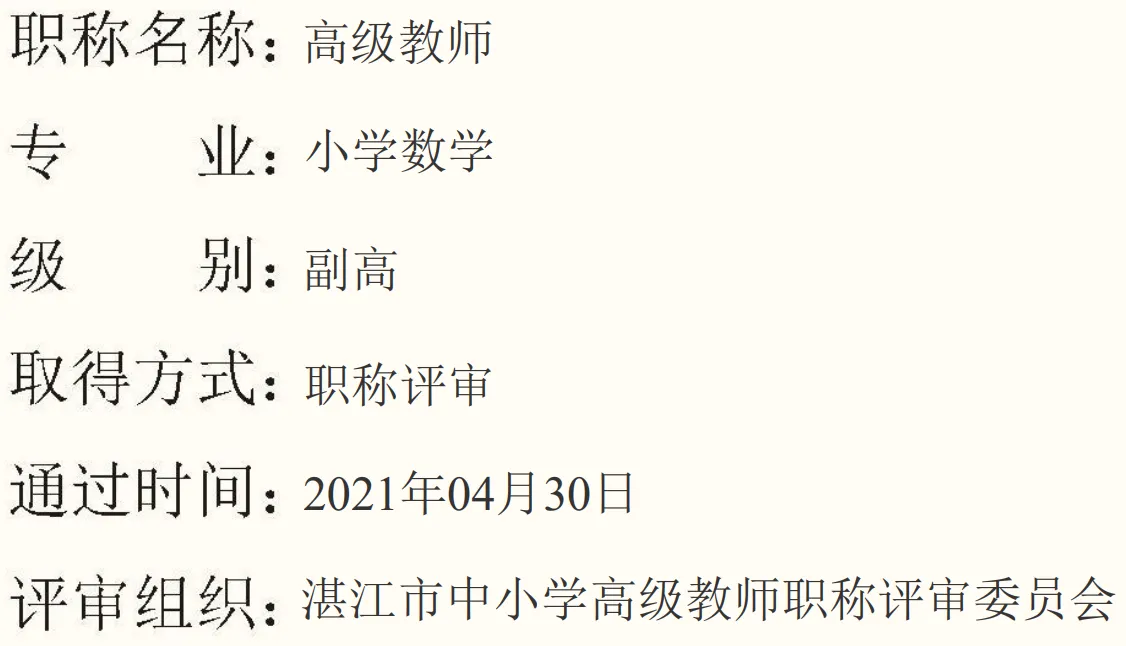 职称名称：高级教师
专业：小学数学
级别：副高
取得方式：职称评审
通过时间：2021年04月30日
评审组织：湛江市中小学高级教师职称评审委员会